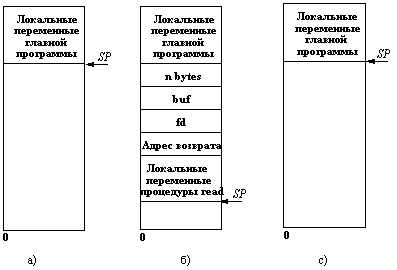 Локальные
переменные
главной
программы
SP
0
а)
Локальные
переменные
главной
программы
n bytes
buf
fd
Адрес возврата
Локальные
переменные
процедуры read
SP
0
б)
Локальные
переменные
главной
программы
SP
0
с)